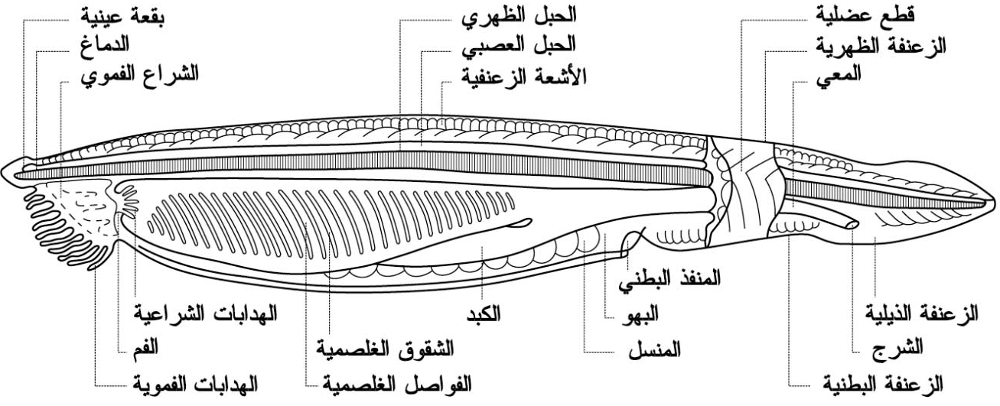 قطع عضلية
الزعنفة الظهرية
المعي
الحبل الظهري
الحبل العصبي
الأشعة الزعنفية
بقعة عينية
الدماغ
الشراع الفموي
المنفذ البطني
الزعنفة الذيلية
الشرج
الزعنفة البطنية
البهو
المنسل
الكبد
الشقوق الغلصمية
الفواصل الغلصمية
الهدابات الشراعية
الفم
الهدابات الفموية